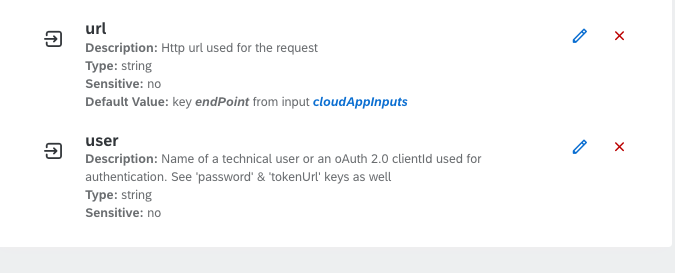 url
Description: Http url used for the request
Type: string
Sensitive: no
Default Value: key endPoint from input cloudAppInputs
user
Description: Name of a technical user or an oAuth 2.0 clientId used for
authentication. See 'password' & 'tokenUrl' keys as well
Type: string
Sensitive: no